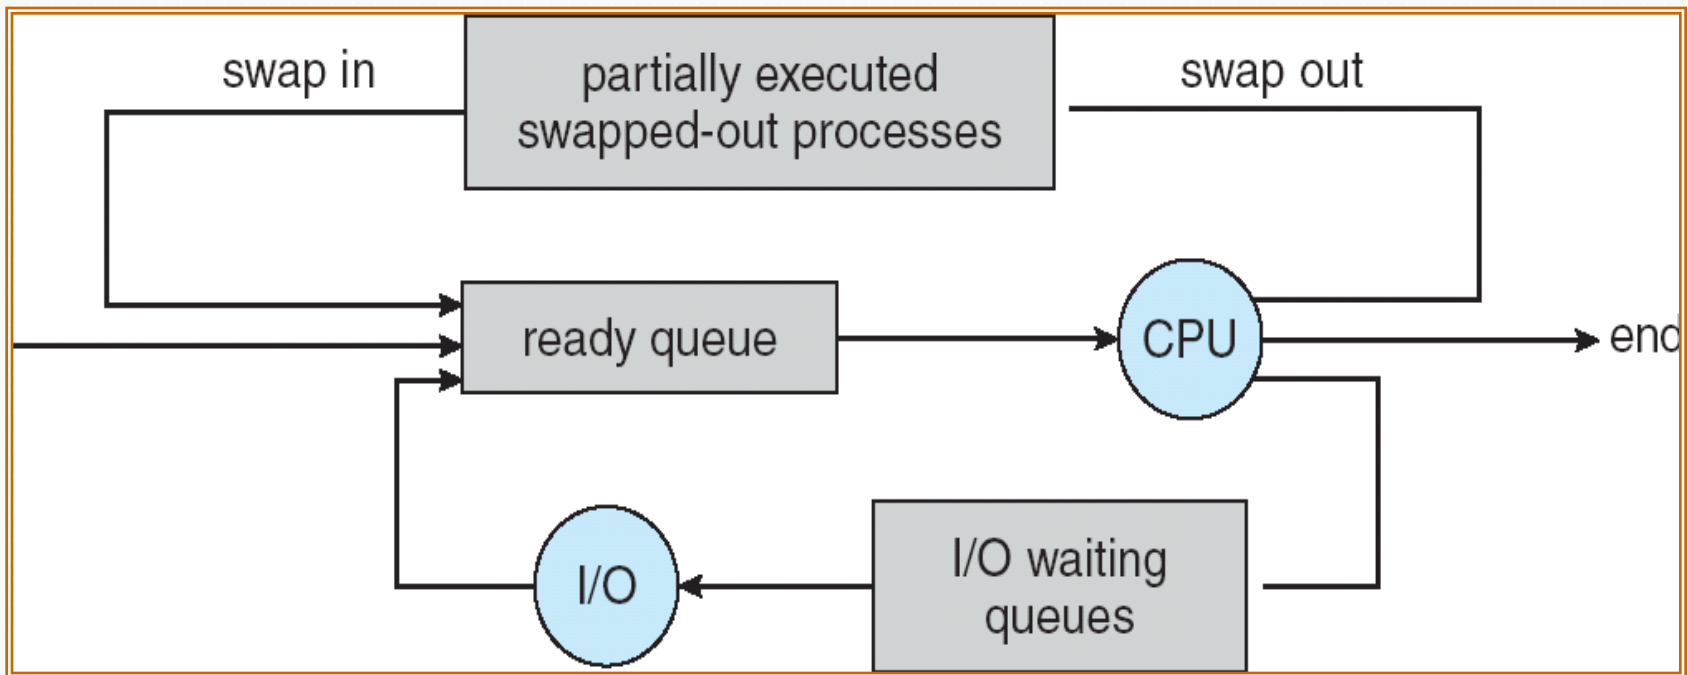 swap in
partially executed
swapped-out processes
swap out
ready queue
CPU
end
I/O
I/O waiting
queues